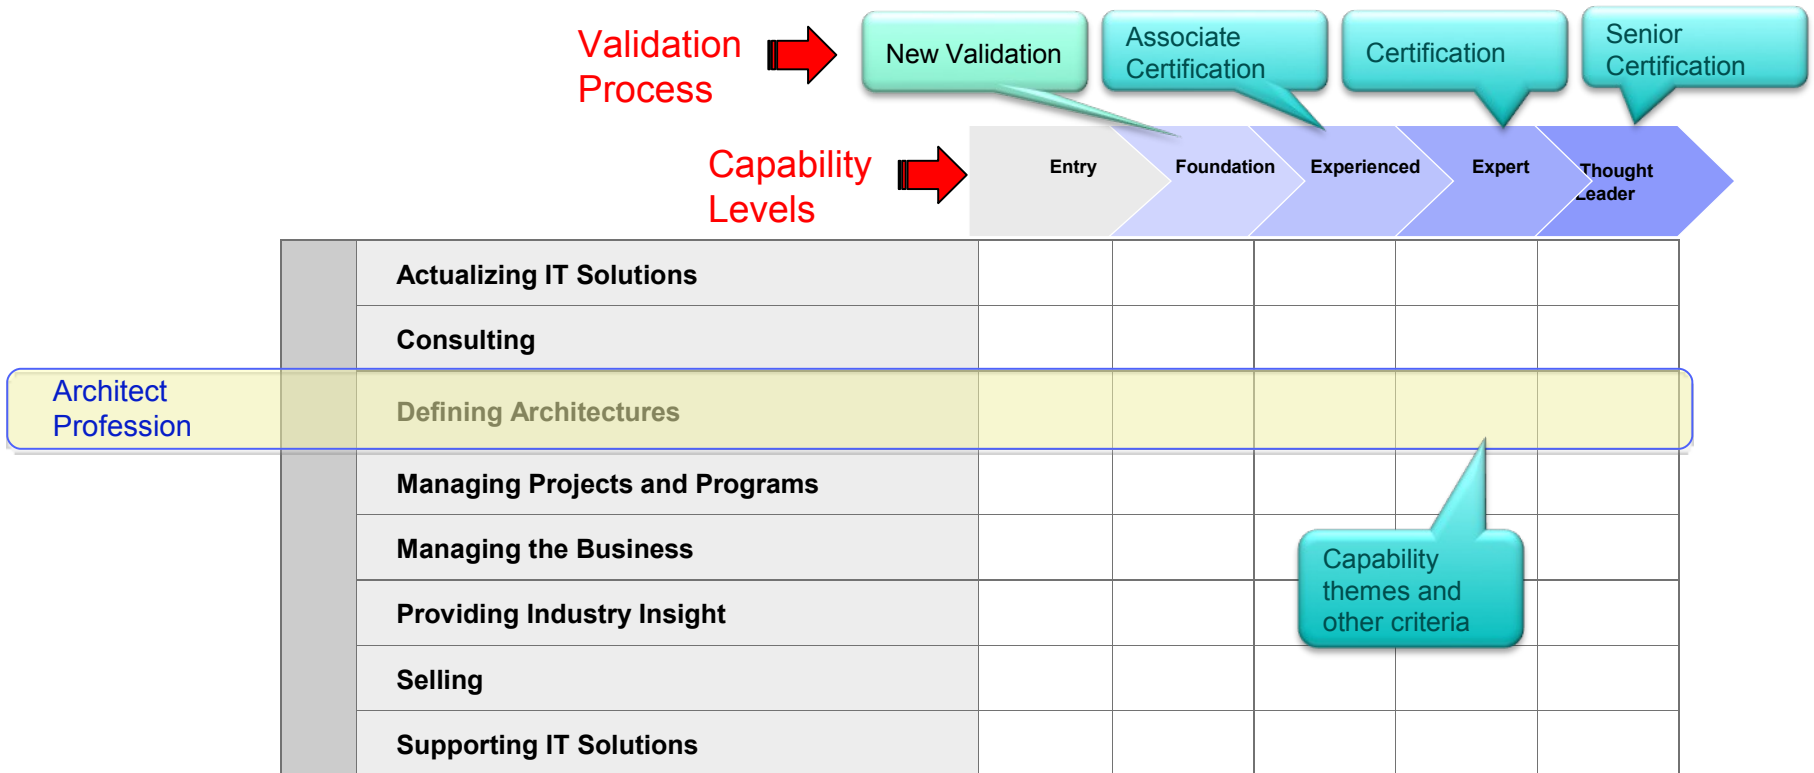 Validation
Process
New Validation
Associate
Certification
Certification
Senior
Certification
Capability
Levels
Entry
Foundation
Experienced
Expert
Thought
Leader
Actualizing IT Solutions
Consulting
Architect
Profession
Defining Architectures
Managing Projects and Programs
Managing the Business
Capability
themes and
other criteria
Providing Industry Insight
Selling
Supporting IT Solutions